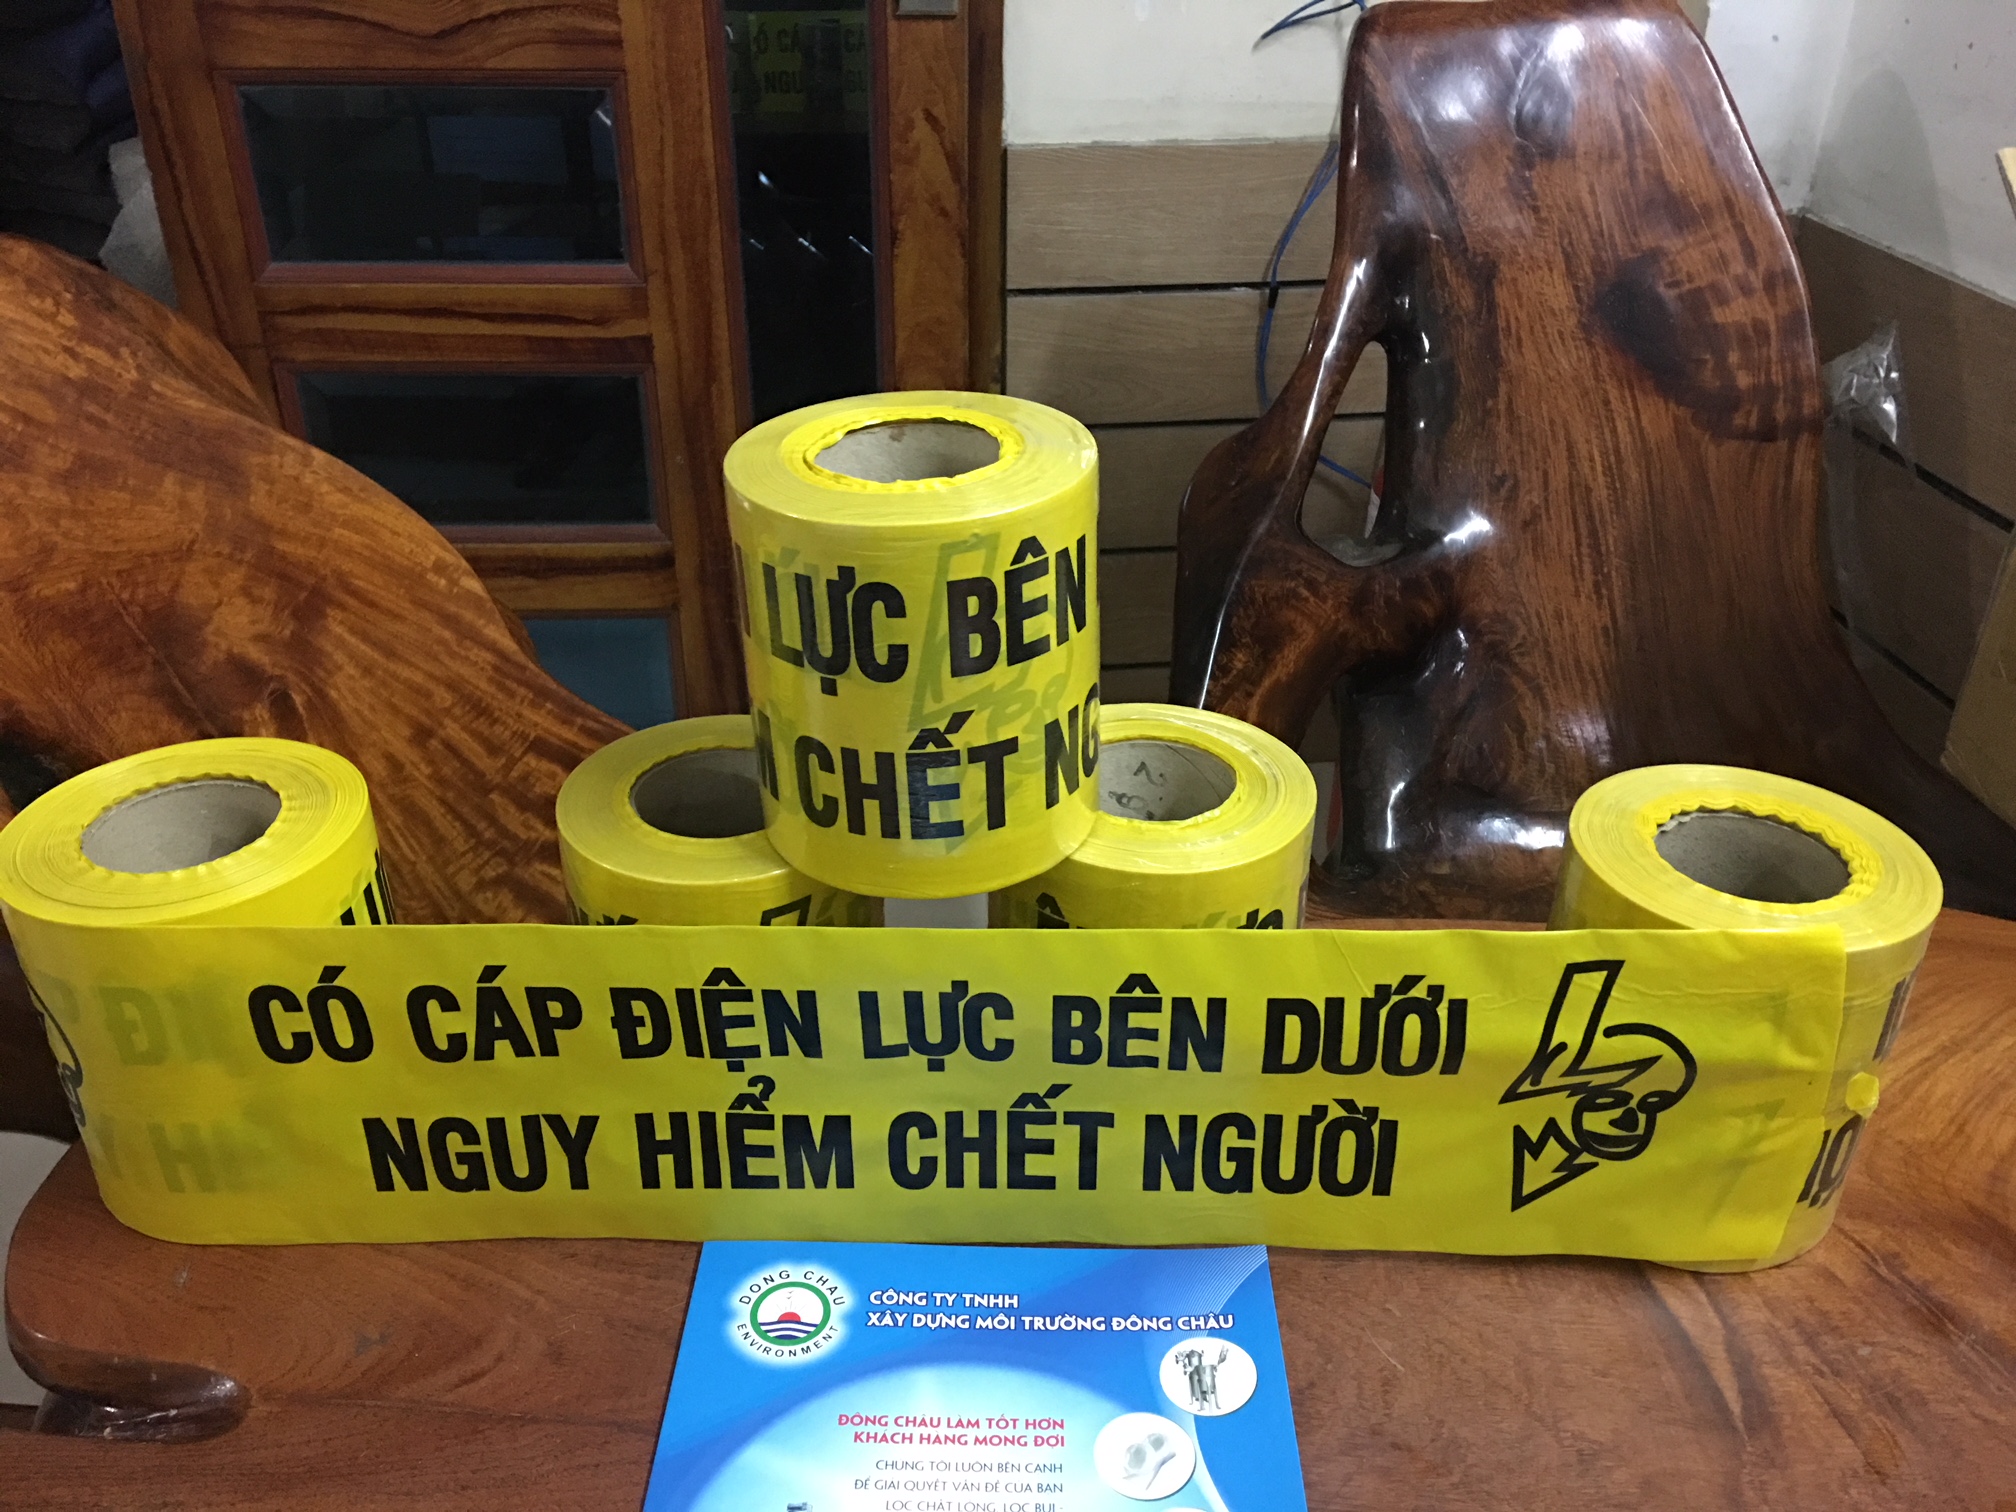 LỰC BÊN
CHẾT NG
CÓ CÁP ĐIỆN LỰC BÊN DƯỚI
NGUY HIỂM CHẾT NGƯỜI
DONG CHAU
ENVIRONMENT
CÔNG TY TNHH
XÂY DỰNG MÔI TRƯỜNG ĐÔNG CHÂU
ĐÔNG CHÂU LÀM TỐT HƠN
KHÁCH HÀNG MONG ĐỢI
CHÚNG TÔI LUÔN BÊN CẠNH
ĐỂ GIẢI QUYẾT VẤN ĐỀ CỦA BẠN
LỌC CHẤT LỎNG, LỌC BỤI -